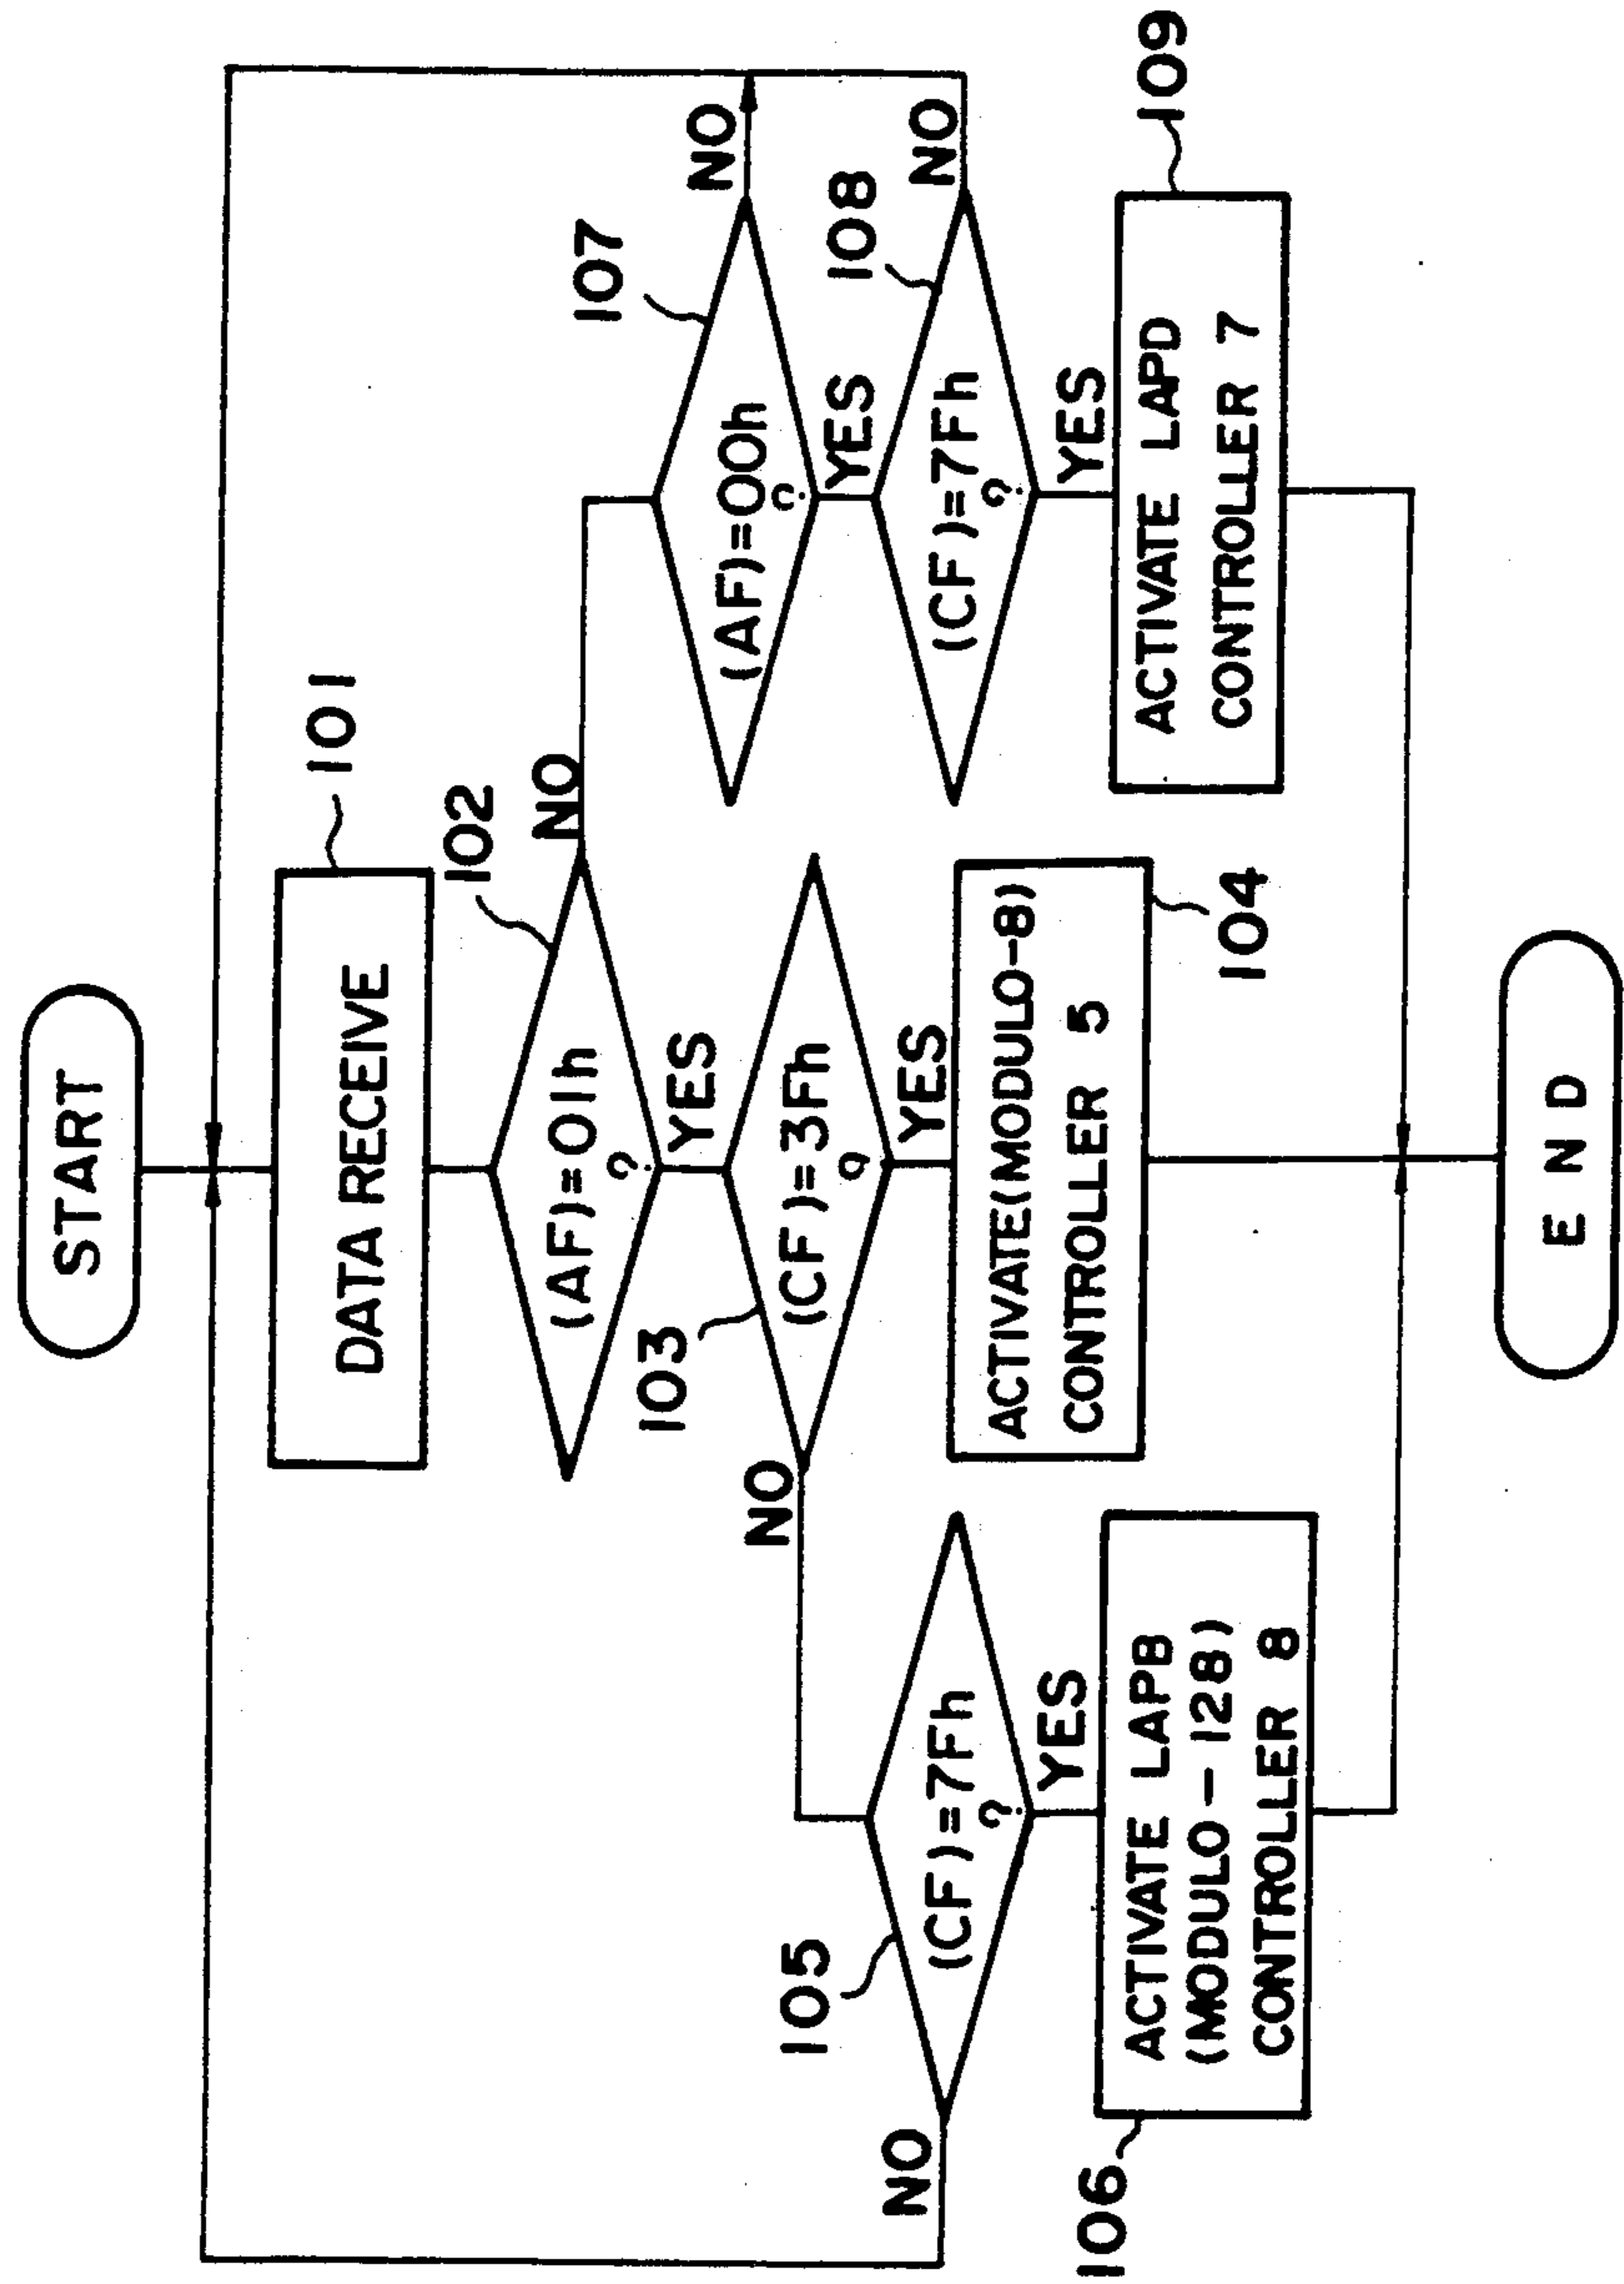 START
101
DATA RECEIVE
102
(AF)=01h
?
NO
YES
103
(CF)=3Fh
?
NO
YES
ACTIVATE(MODULO-8)
CONTROLLER 5
104
105
(CF)=7Fh
?
NO
YES
ACTIVATE LAPB
(MODULO-128)
CONTROLLER 8
106
107
(AF)=00h
?
NO
YES
108
(CF)=7Fh
?
NO
YES
ACTIVATE LAPD
CONTROLLER 7
109
END